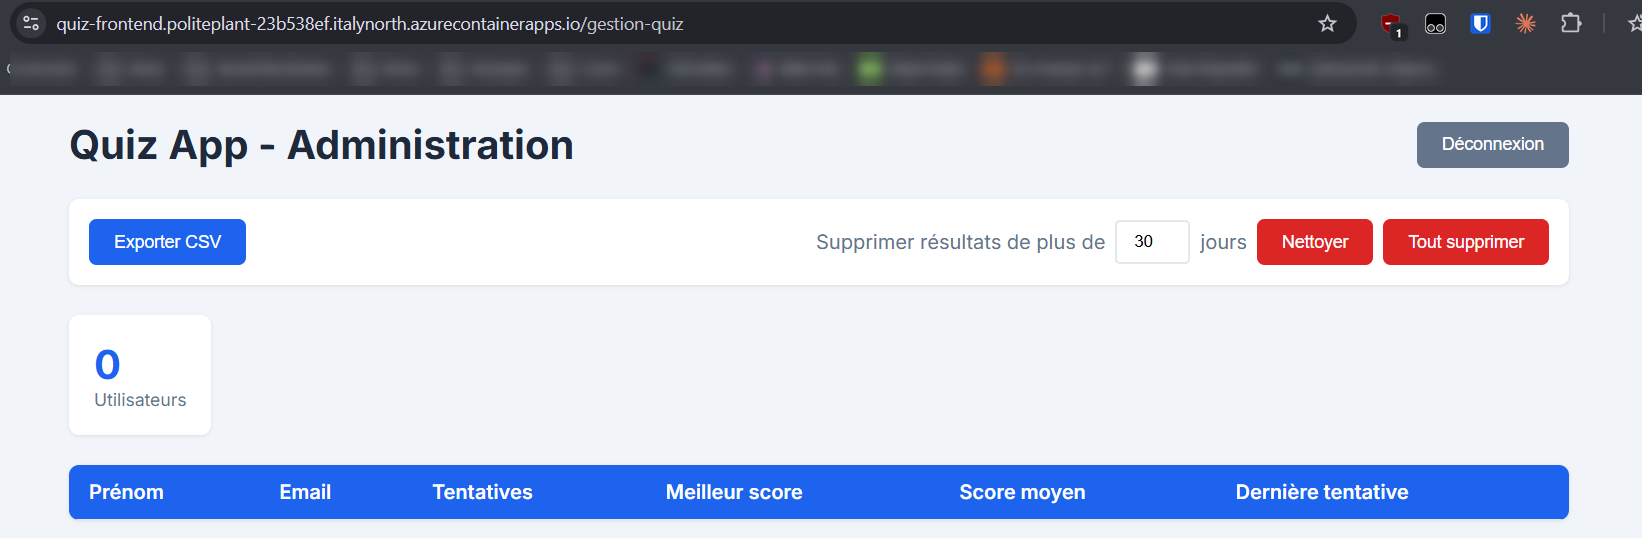 quiz-frontend.politeplant-23b538ef.italynorth.azurecontainerapps.io/gestion-quiz
1
Quiz App - Administration
Déconnexion
Exporter CSV
Supprimer résultats de plus de 30 jours
Nettoyer
Tout supprimer
0
Utilisateurs
Prénom Email Tentatives Meilleur score Score moyen Dernière tentative